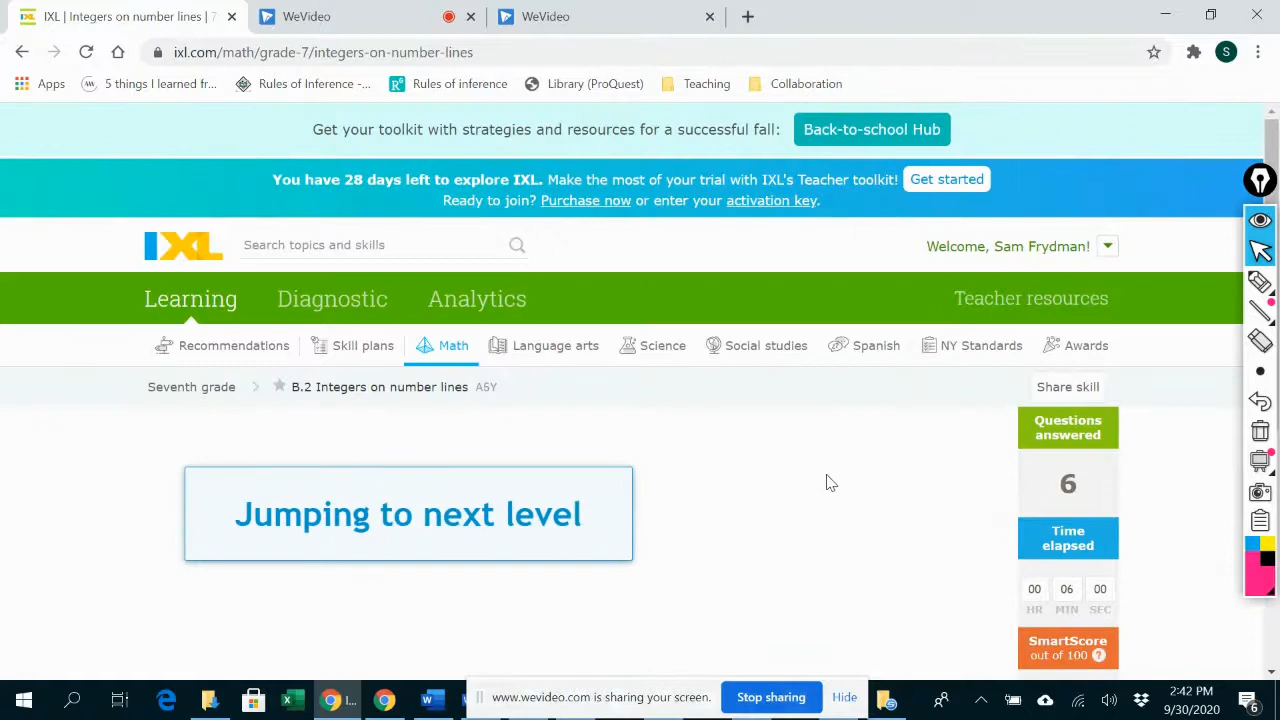 IXL | Integers on number lines | 7
WeVideo
WeVideo
ixl.com/math/grade-7/integers-on-number-lines
S
Apps
5 things I learned fr...
Rules of Inference -...
Rules of inference
Library (ProQuest)
Teaching
Collaboration
Get your toolkit with strategies and resources for a successful fall:
Back-to-school Hub
You have 28 days left to explore IXL. Make the most of your trial with IXL's Teacher toolkit!
Get started
Ready to join? Purchase now or enter your activation key.
IXL
Search topics and skills
Welcome, Sam Frydman!
Learning
Diagnostic
Analytics
Teacher resources
Recommendations
Skill plans
Math
Language arts
Science
Social studies
Spanish
NY Standards
Awards
Seventh grade
B.2 Integers on number lines
A5Y
Share skill
Questions
answered
6
Jumping to next level
Time
elapsed
00 06 00
HR MIN SEC
SmartScore
out of 100 ?
www.wevideo.com is sharing your screen.
Stop sharing
Hide
2:42 PM
9/30/2020
6